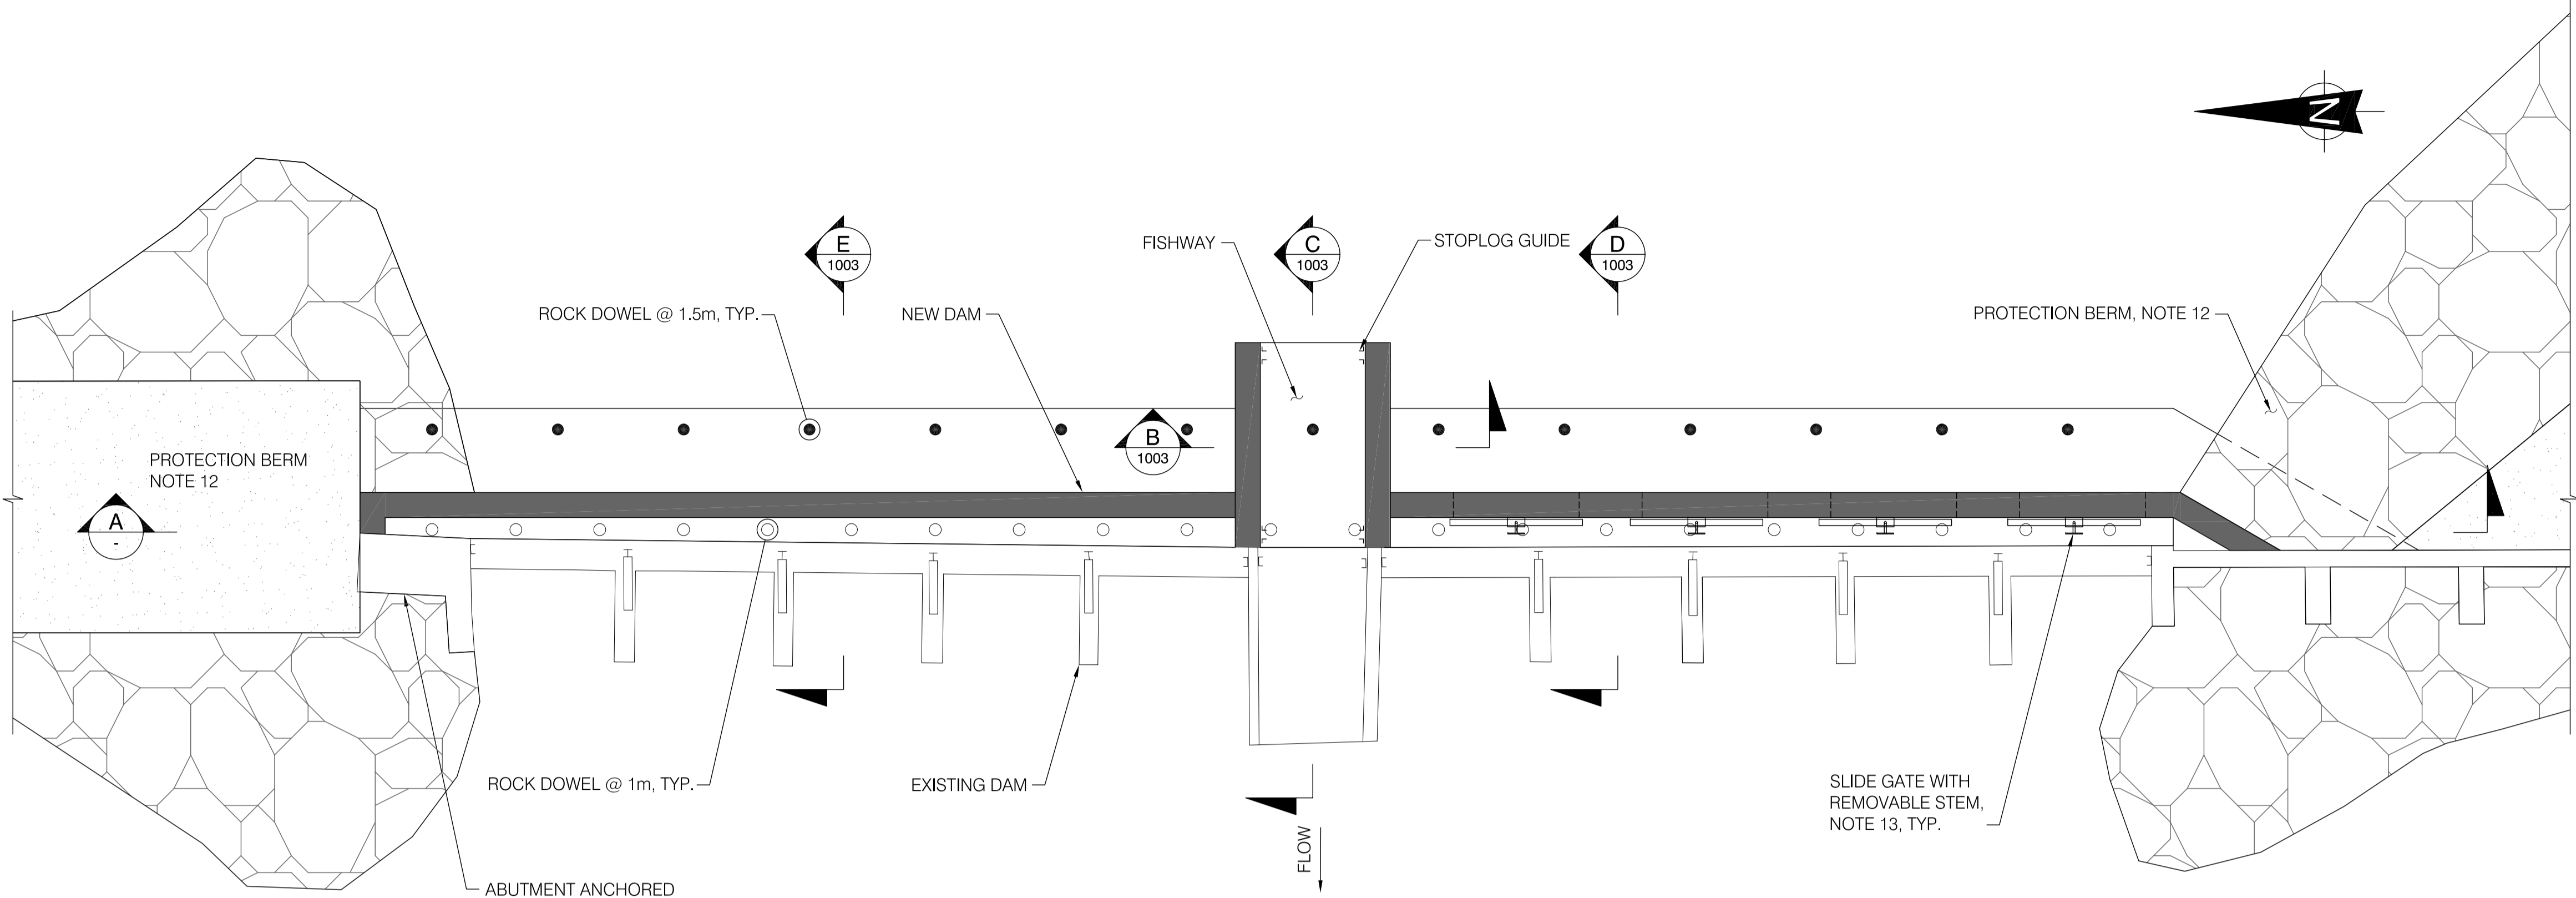 N
E
1003
C
1003
D
1003
FISHWAY
STOPLOG GUIDE
ROCK DOWEL @ 1.5m, TYP.
NEW DAM
PROTECTION BERM, NOTE 12
B
1003
PROTECTION BERM
NOTE 12
A
-
ROCK DOWEL @ 1m, TYP.
EXISTING DAM
SLIDE GATE WITH
REMOVABLE STEM,
NOTE 13, TYP.
FLOW
ABUTMENT ANCHORED